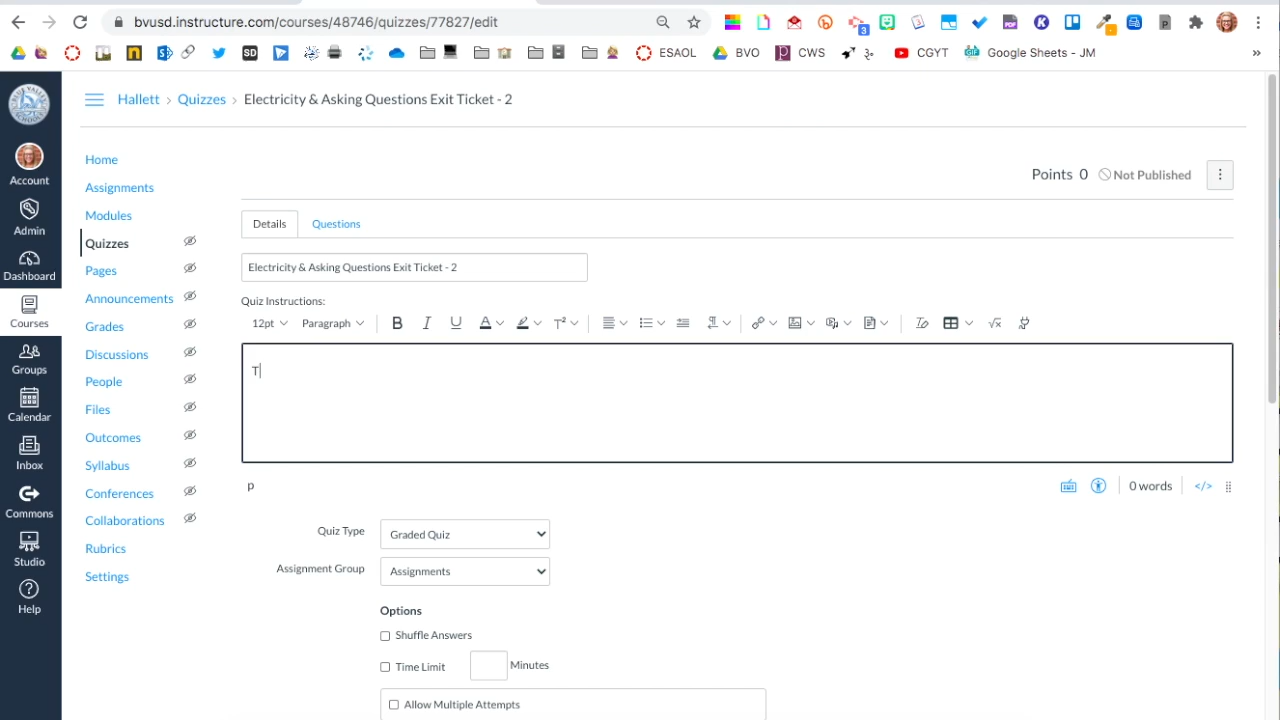 bvusd.instructure.com/courses/48746/quizzes/77827/edit
3
SD
ESAOL
BVO
CWS
CGYT
Google Sheets - JM
»
Hallett › Quizzes › Electricity & Asking Questions Exit Ticket - 2
Account
Admin
Dashboard
Courses
Groups
Calendar
Inbox
Commons
Studio
Help
Home
Assignments
Modules
Quizzes
Pages
Announcements
Grades
Discussions
People
Files
Outcomes
Syllabus
Conferences
Collaborations
Rubrics
Settings
Points 0 Not Published
Details Questions
Electricity & Asking Questions Exit Ticket - 2
Quiz Instructions:
12pt Paragraph B I U A T²
T
p
0 words </>
Quiz Type Graded Quiz
Assignment Group Assignments
Options
Shuffle Answers
Time Limit Minutes
Allow Multiple Attempts